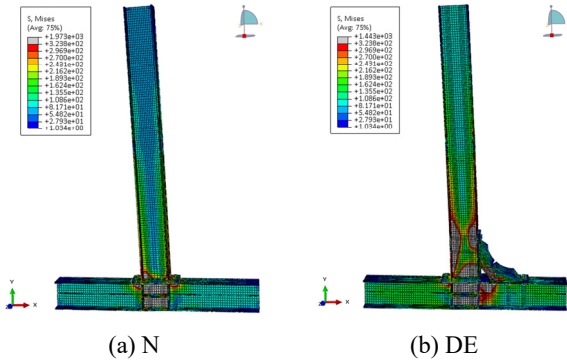 S, Mises
(Avg: 75%)
+1.973e+03
+3.238e+02
+2.969e+02
+2.700e+02
+2.431e+02
+2.162e+02
+1.893e+02
+1.624e+02
+1.355e+02
+1.086e+02
+8.171e+01
+5.482e+01
+2.793e+01
+1.034e+00
Y
X
Z
(a) N
S, Mises
(Avg: 75%)
+1.443e+03
+3.238e+02
+2.969e+02
+2.700e+02
+2.431e+02
+2.162e+02
+1.893e+02
+1.624e+02
+1.355e+02
+1.086e+02
+8.171e+01
+5.482e+01
+2.793e+01
+1.034e+00
Y
X
Z
(b) DE